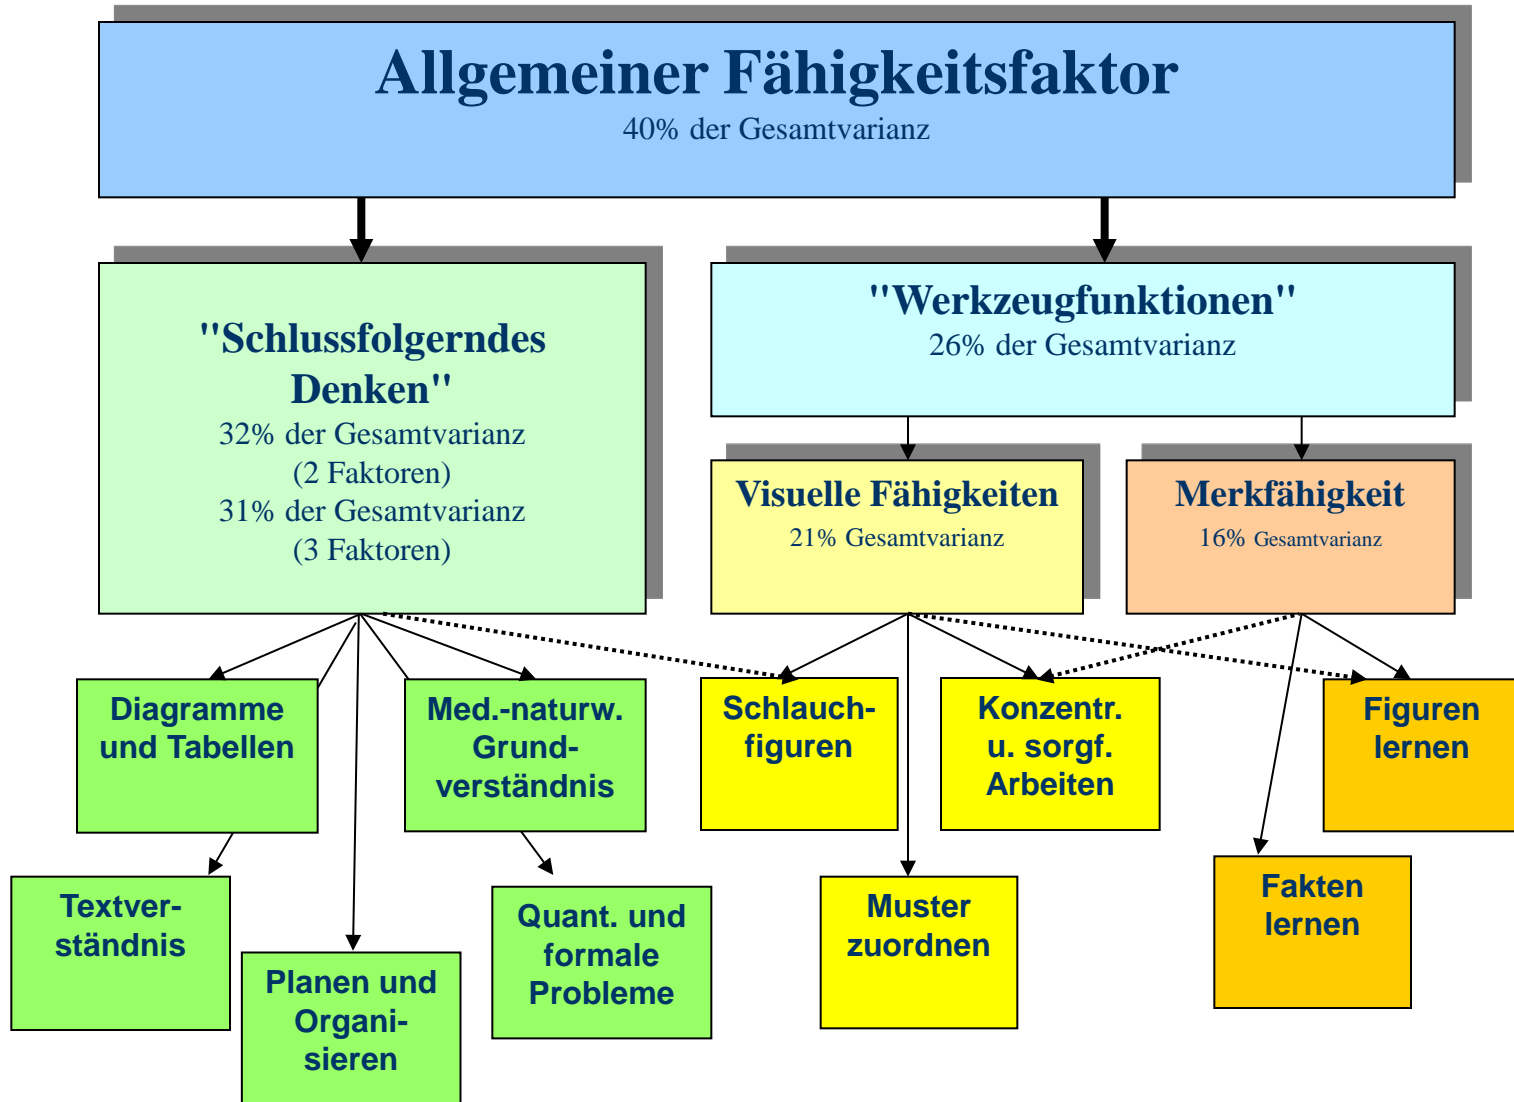 Allgemeiner Fähigkeitsfaktor
40% der Gesamtvarianz
"Schlussfolgerndes
Denken"
32% der Gesamtvarianz
(2 Faktoren)
31% der Gesamtvarianz
(3 Faktoren)
"Werkzeugfunktionen"
26% der Gesamtvarianz
Visuelle Fähigkeiten
21% Gesamtvarianz
Merkfähigkeit
16% Gesamtvarianz
Diagramme
und Tabellen
Med.-naturw.
Grund-
verständnis
Schlauch-
figuren
Konzentr.
u. sorgf.
Arbeiten
Figuren
lernen
Textver-
ständnis
Planen und
Organi-
sieren
Quant. und
formale
Probleme
Muster
zuordnen
Fakten
lernen